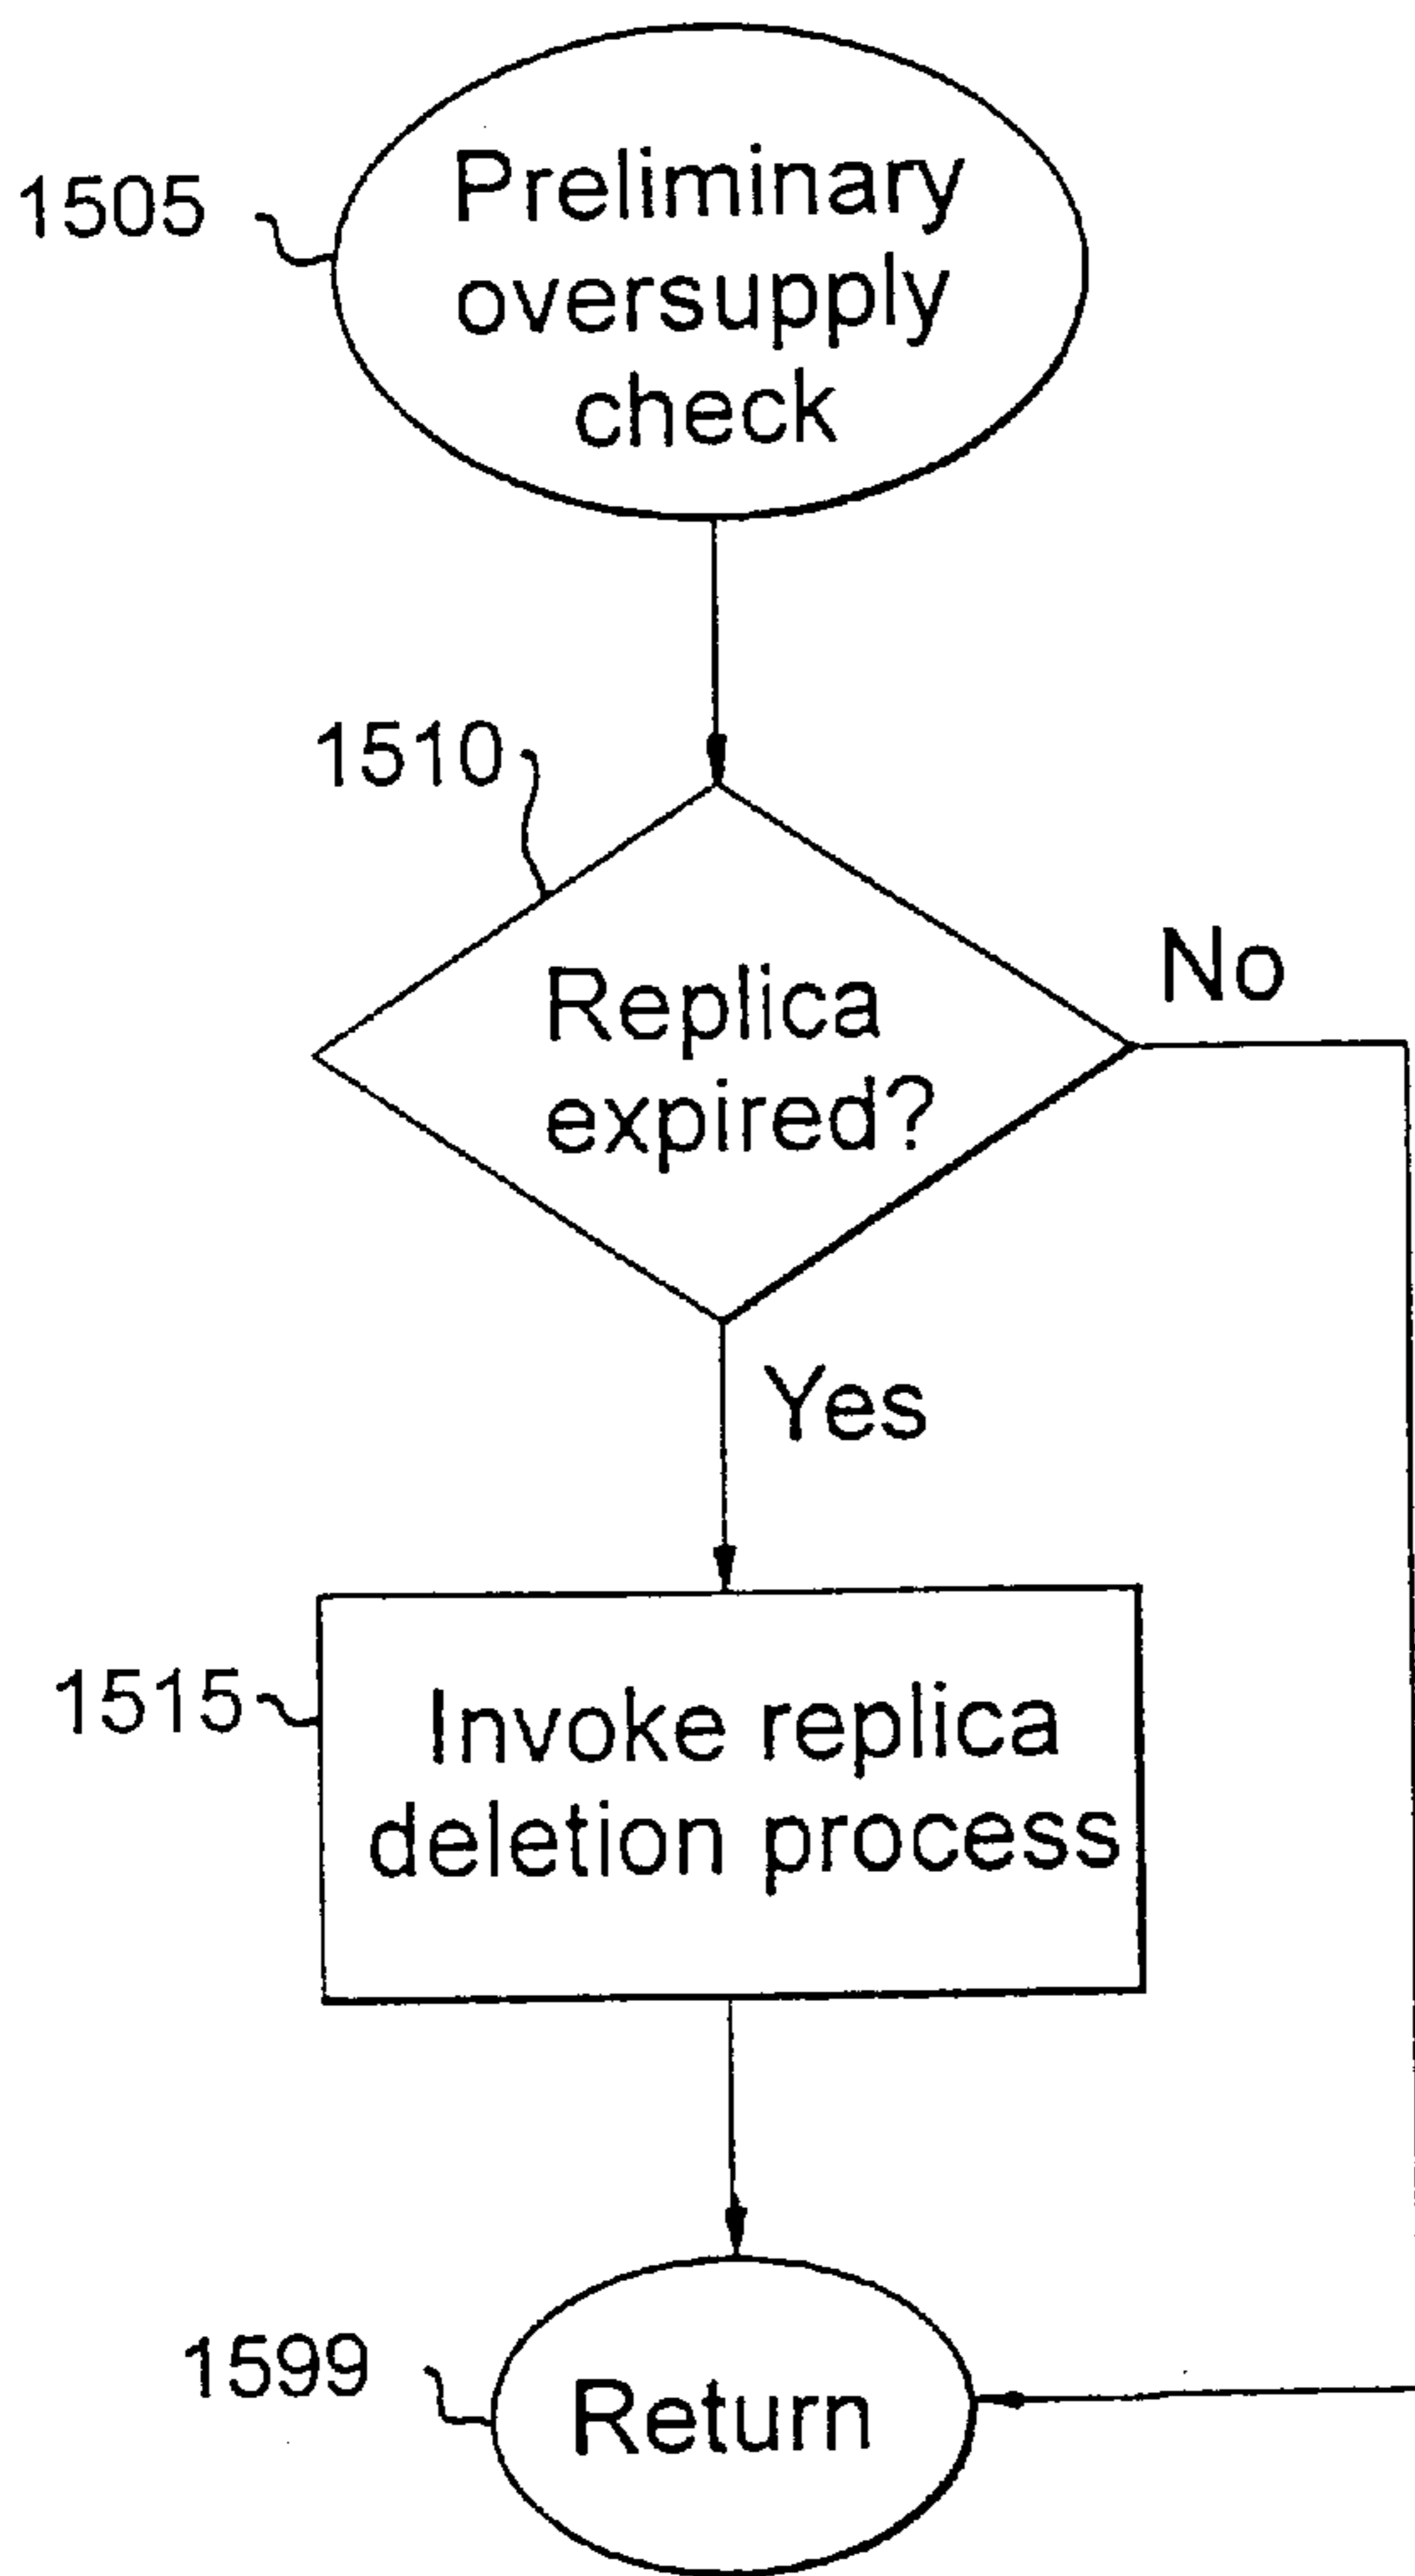 1505
Preliminary
oversupply
check
1510
Replica
expired?
No
Yes
1515
Invoke replica
deletion process
1599
Return